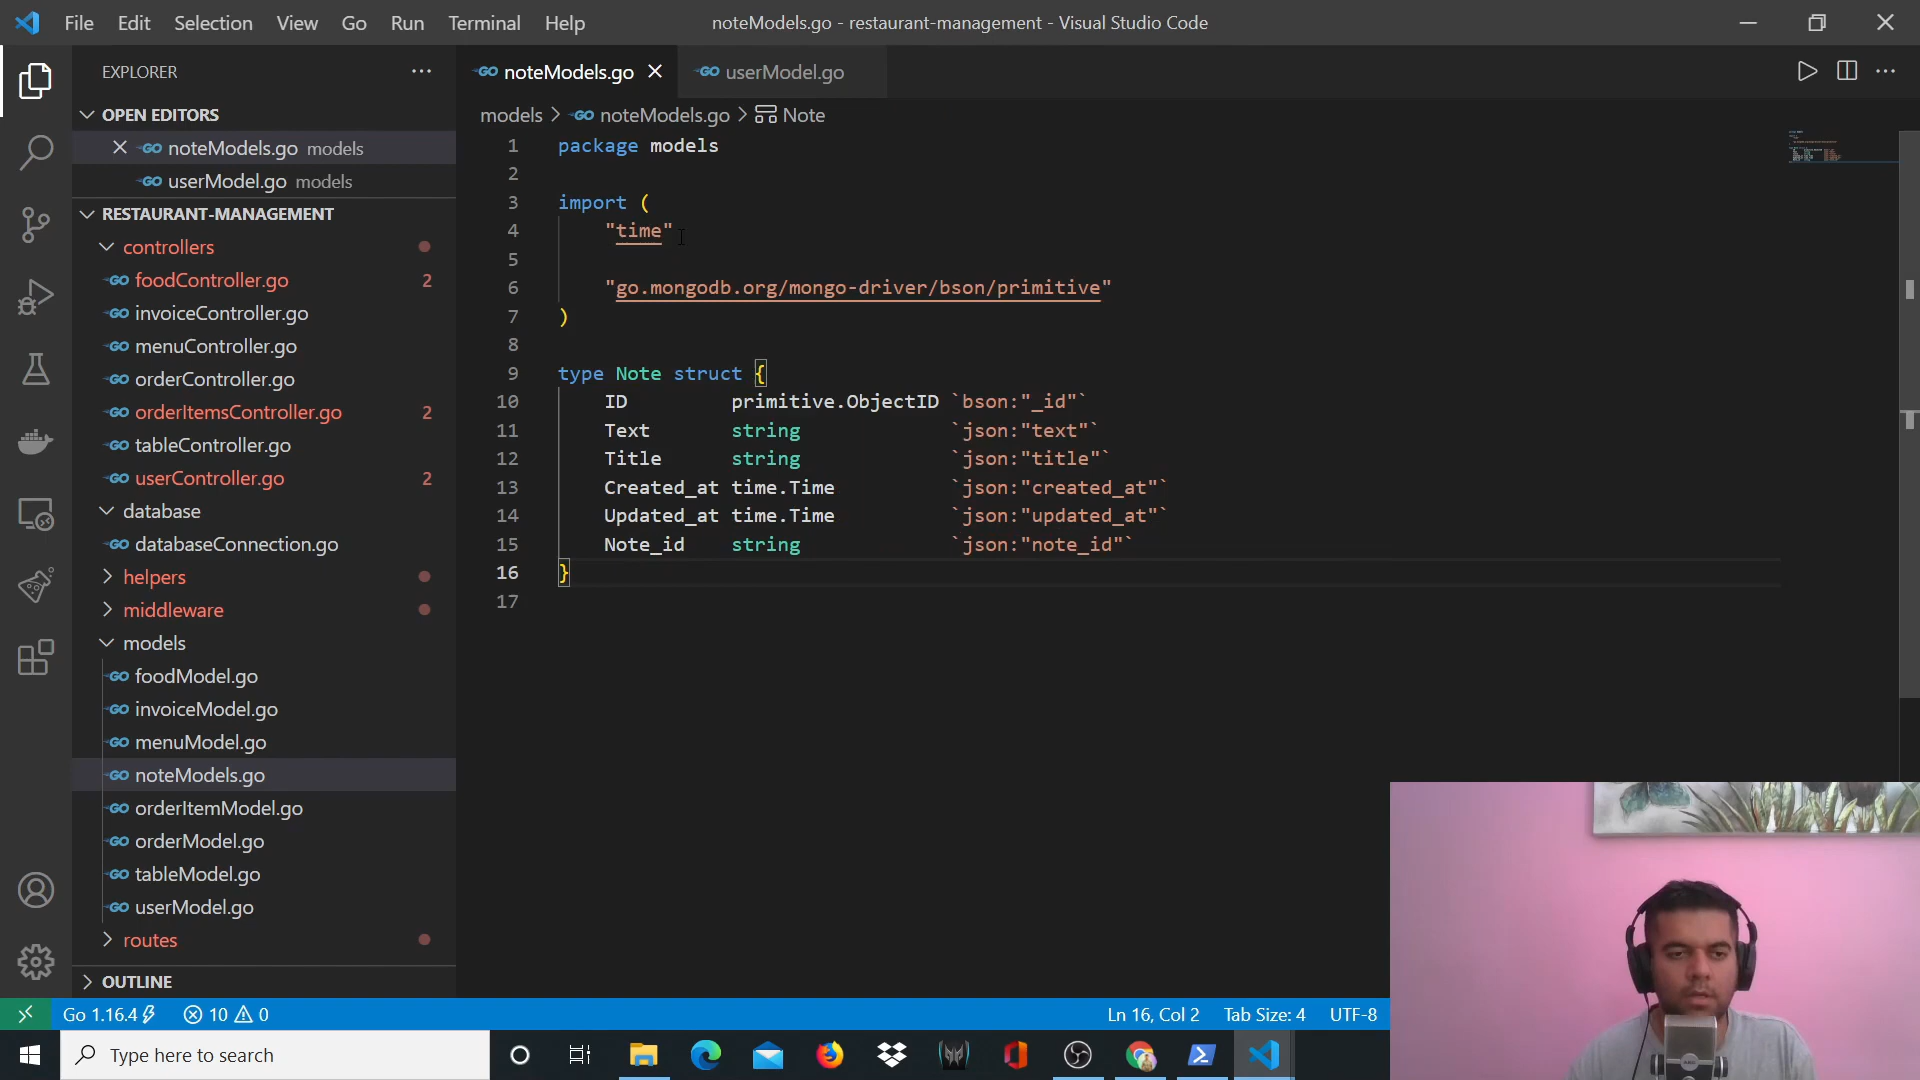 File Edit Selection View Go Run Terminal Help
noteModels.go - restaurant-management - Visual Studio Code
EXPLORER
OPEN EDITORS
noteModels.go models
userModel.go models
RESTAURANT-MANAGEMENT
controllers
foodController.go 2
invoiceController.go
menuController.go
orderController.go
orderItemsController.go 2
tableController.go
userController.go 2
database
databaseConnection.go
helpers
middleware
models
foodModel.go
invoiceModel.go
menuModel.go
noteModels.go
orderItemModel.go
orderModel.go
tableModel.go
userModel.go
routes
OUTLINE
noteModels.go userModel.go
models > noteModels.go > Note
1 package models
2
3 import (
4 "time"
5
6 "go.mongodb.org/mongo-driver/bson/primitive"
7 )
8
9 type Note struct {
10 ID primitive.ObjectID `bson:"_id"`
11 Text string `json:"text"`
12 Title string `json:"title"`
13 Created_at time.Time `json:"created_at"`
14 Updated_at time.Time `json:"updated_at"`
15 Note_id string `json:"note_id"`
16 }
17
Go 1.16.4 10 0 Ln 16, Col 2 Tab Size: 4 UTF-8
Type here to search